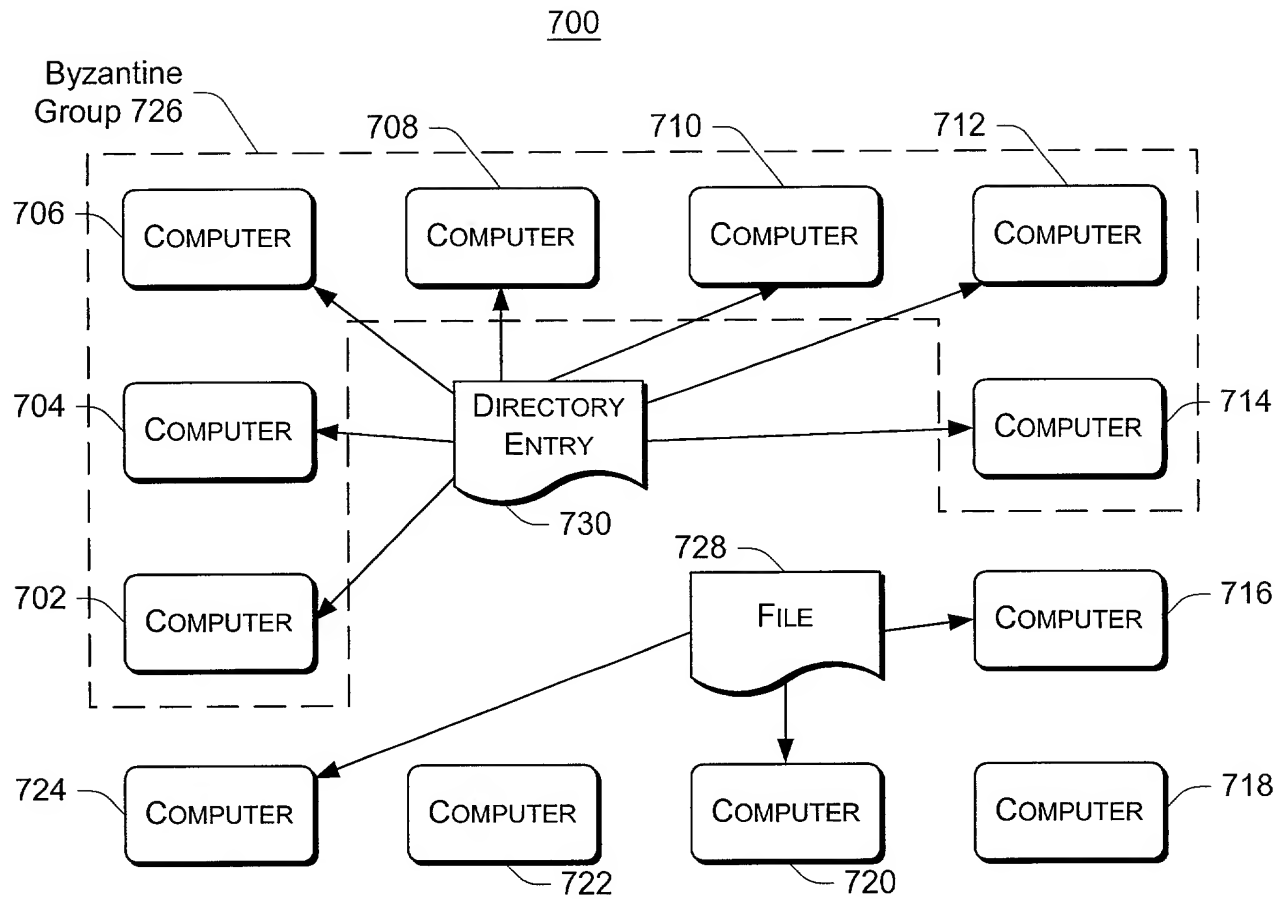 700
Byzantine
Group 726
708
710
712
706
COMPUTER
COMPUTER
COMPUTER
COMPUTER
704
COMPUTER
DIRECTORY
ENTRY
COMPUTER
714
730
702
COMPUTER
728
FILE
COMPUTER
716
724
COMPUTER
COMPUTER
COMPUTER
COMPUTER
718
722
720